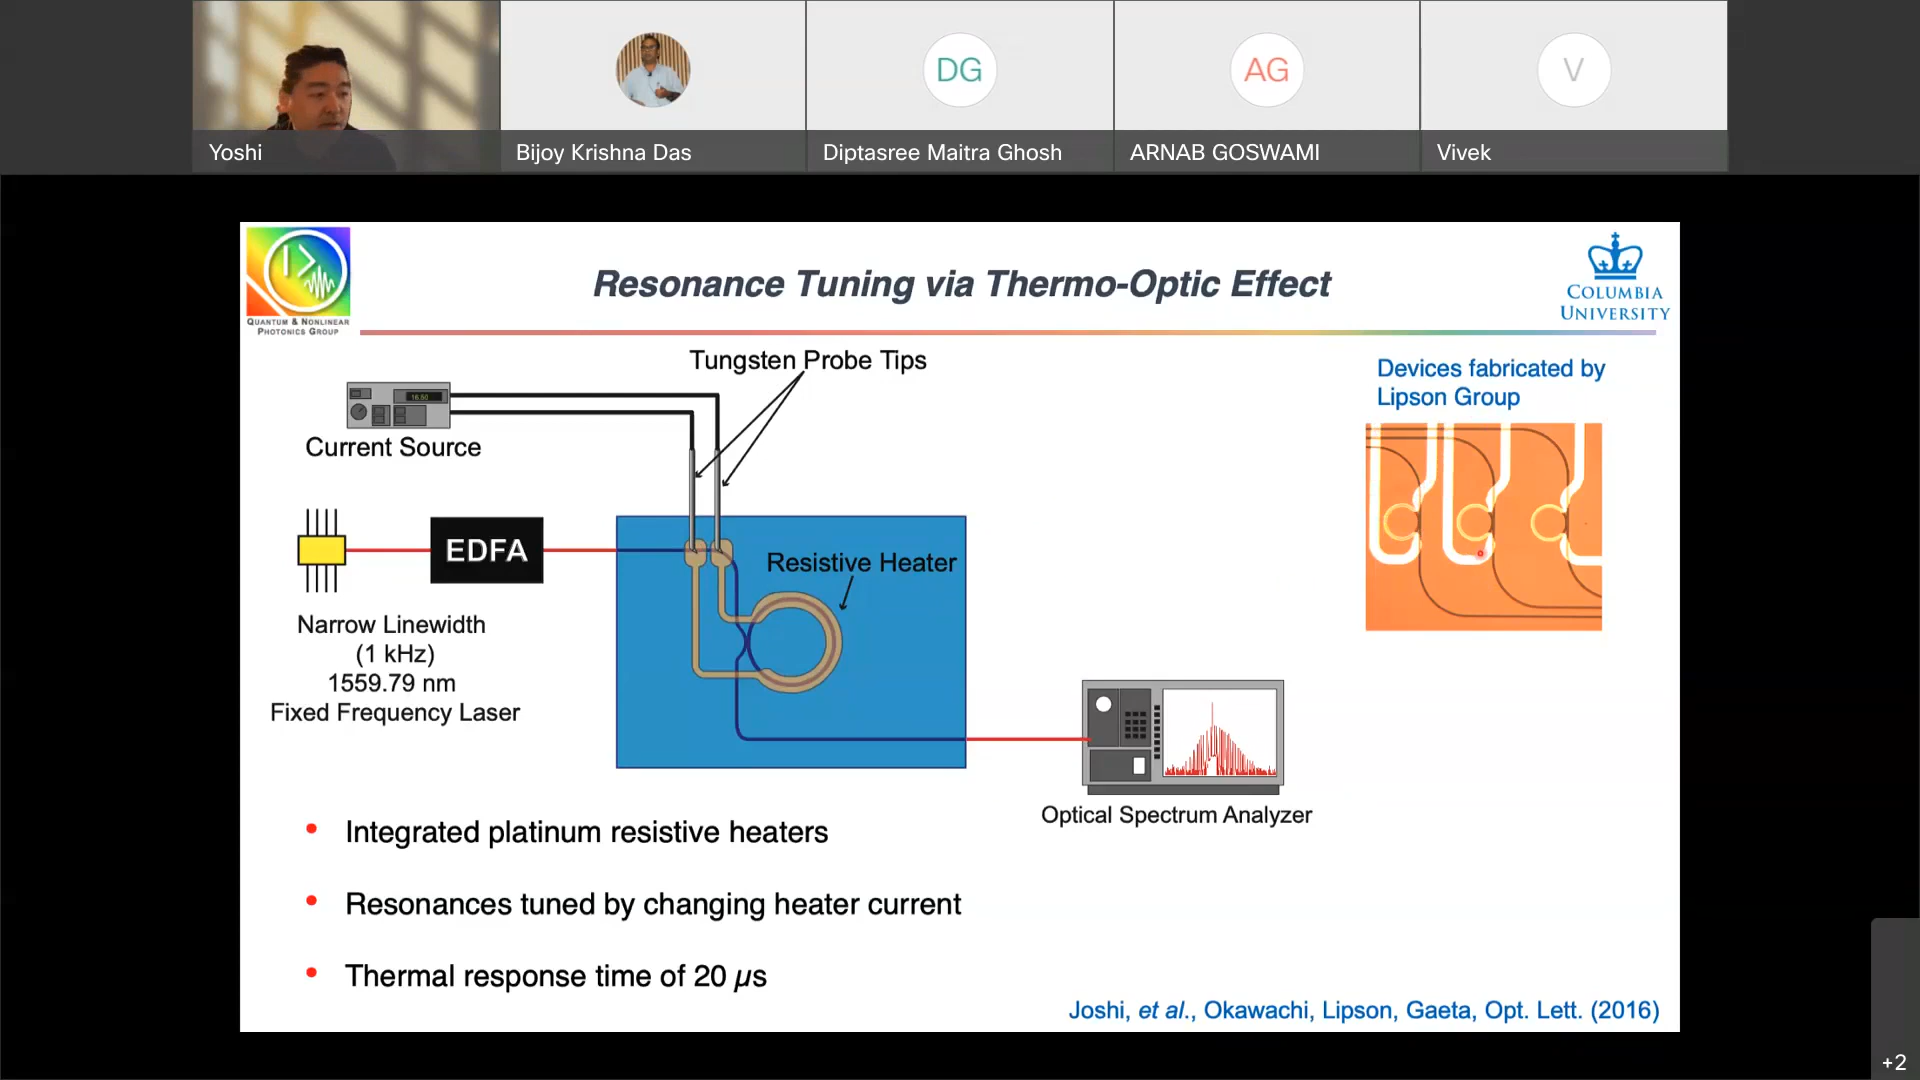 DG
AG
V
Yoshi
Bijoy Krishna Das
Diptasree Maitra Ghosh
ARNAB GOSWAMI
Vivek
QUANTUM & NONLINEAR
PHOTONICS GROUP
Resonance Tuning via Thermo-Optic Effect
COLUMBIA
UNIVERSITY
Tungsten Probe Tips
Devices fabricated by
Lipson Group
16.50
Current Source
EDFA
Resistive Heater
Narrow Linewidth
(1 kHz)
1559.79 nm
Fixed Frequency Laser
Optical Spectrum Analyzer
• Integrated platinum resistive heaters
• Resonances tuned by changing heater current
• Thermal response time of 20 µs
Joshi, et al., Okawachi, Lipson, Gaeta, Opt. Lett. (2016)
+2